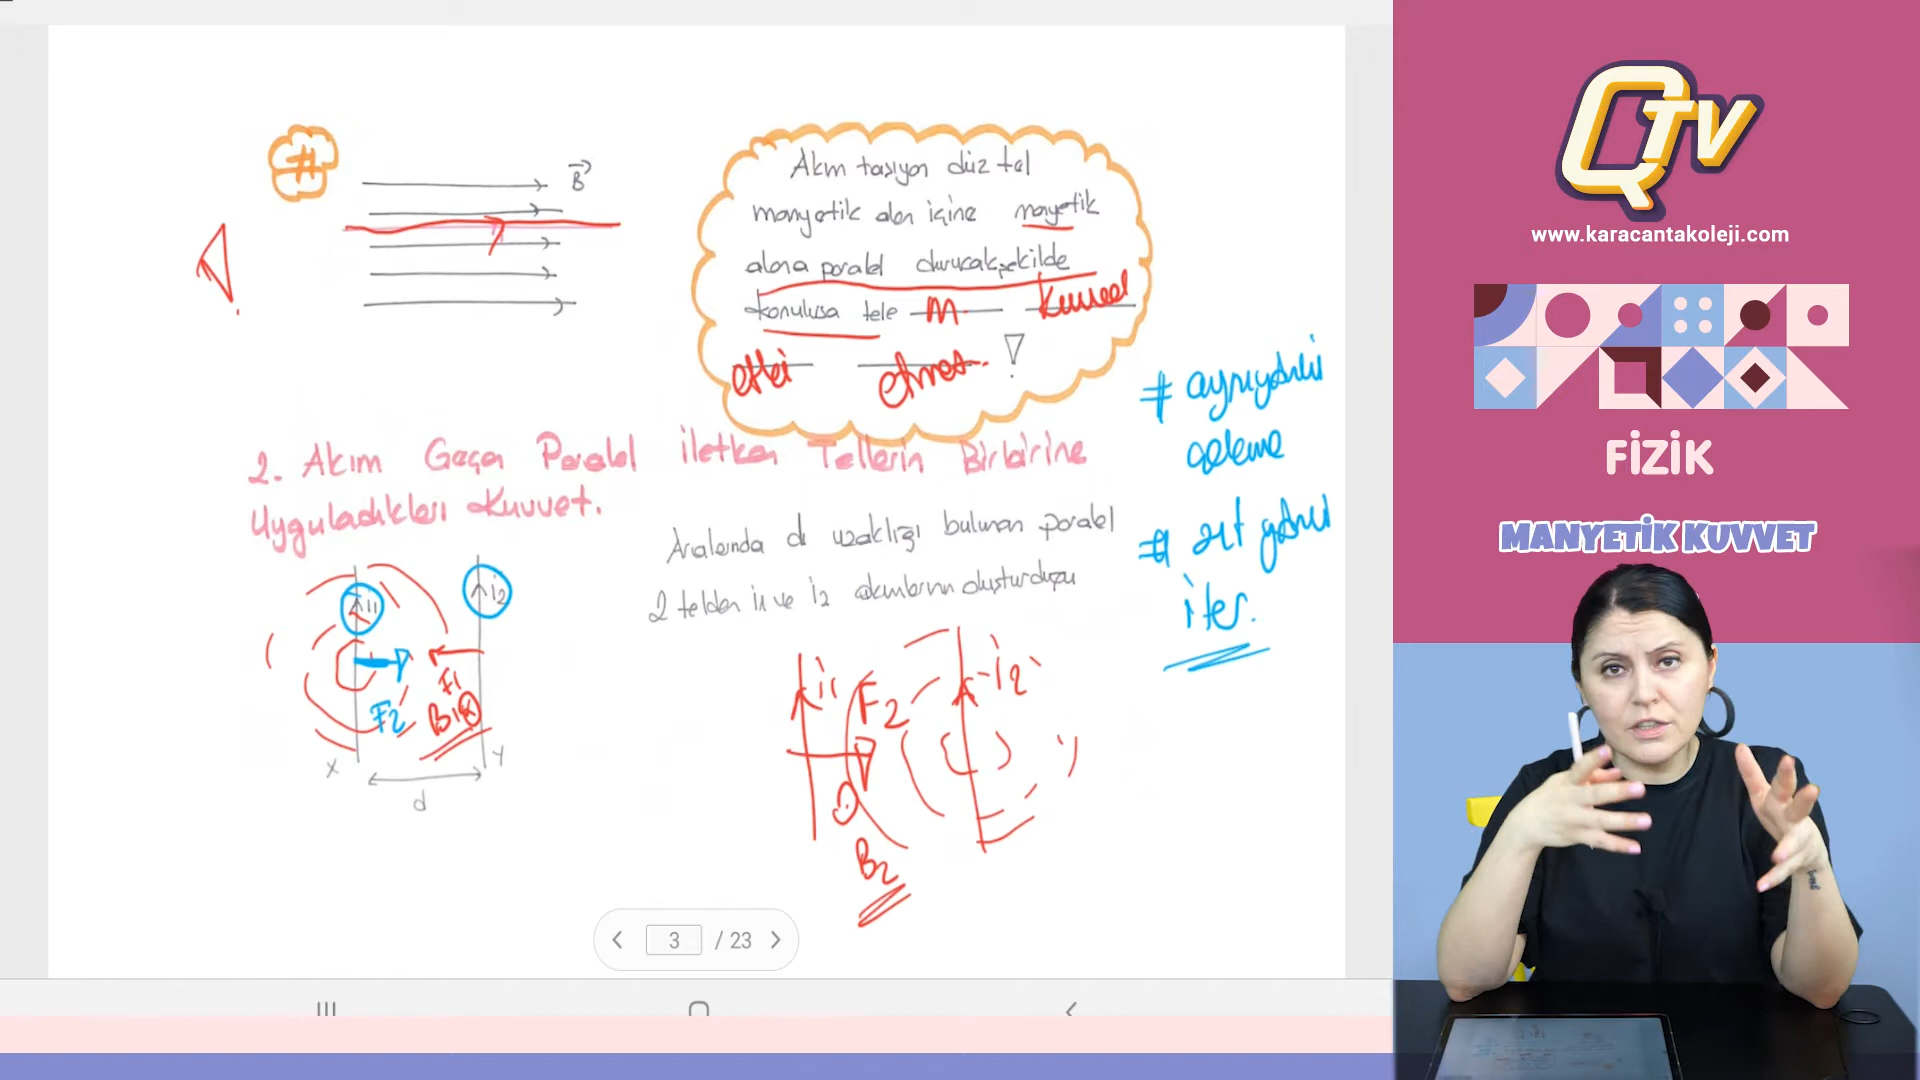 #
B
Akım taşıyan düz tel
manyetik alan içine manyetik
alana paralel duracak şekilde
konulursa tele M. Kuvvet
etki etmez.
!
# aynı yönlü
çekme
# zıt yönlü
iter.
2. Akım Geçen Paralel İletken Tellerin Birbirine
Uyguladıkları Kuvvet.
Aralarında d uzaklığı bulunan paralel
2 telden i1 ve i2 akımlarının oluşturduğu
i1
i2
F1
F2
B1
X
Y
d
i1
F2
i2
B2
3 / 23
QTV
www.karacantakoleji.com
FİZİK
MANYETİK KUVVET